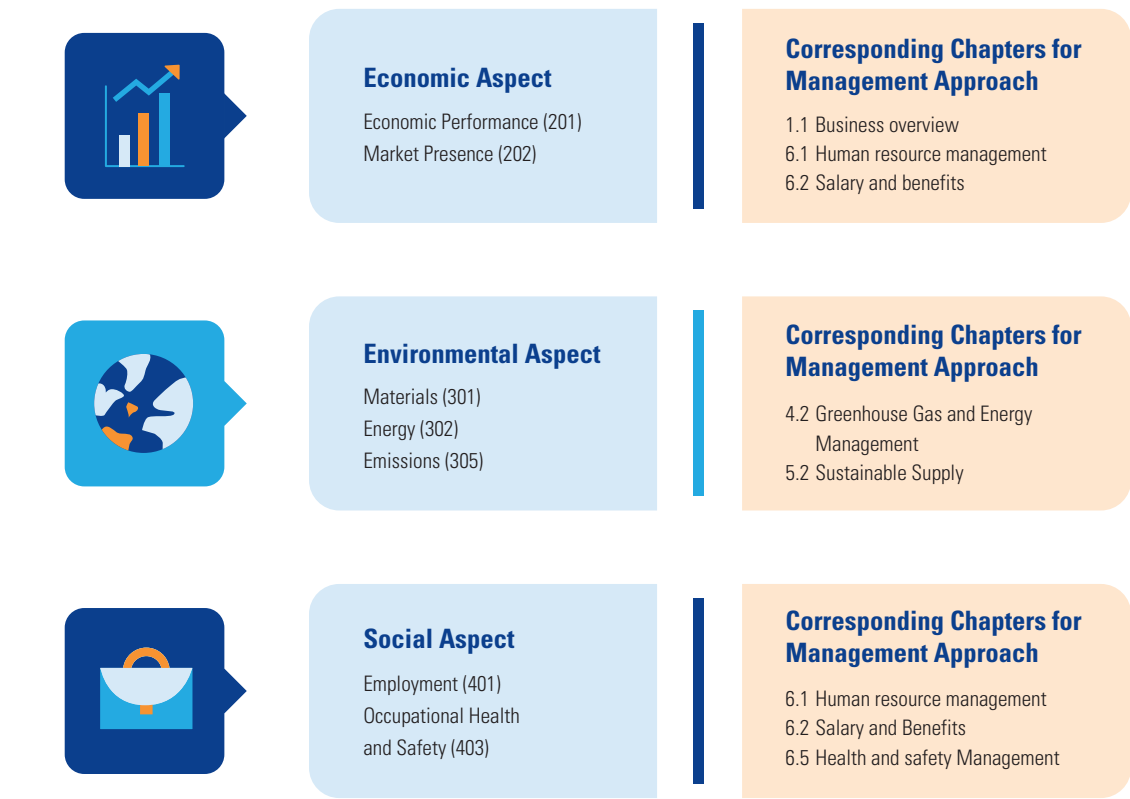 Economic Aspect
Economic Performance (201)
Market Presence (202)
Corresponding Chapters for
Management Approach
1.1 Business overview
6.1 Human resource management
6.2 Salary and benefits
Environmental Aspect
Materials (301)
Energy (302)
Emissions (305)
Corresponding Chapters for
Management Approach
4.2 Greenhouse Gas and Energy
Management
5.2 Sustainable Supply
Social Aspect
Employment (401)
Occupational Health
and Safety (403)
Corresponding Chapters for
Management Approach
6.1 Human resource management
6.2 Salary and Benefits
6.5 Health and safety Management